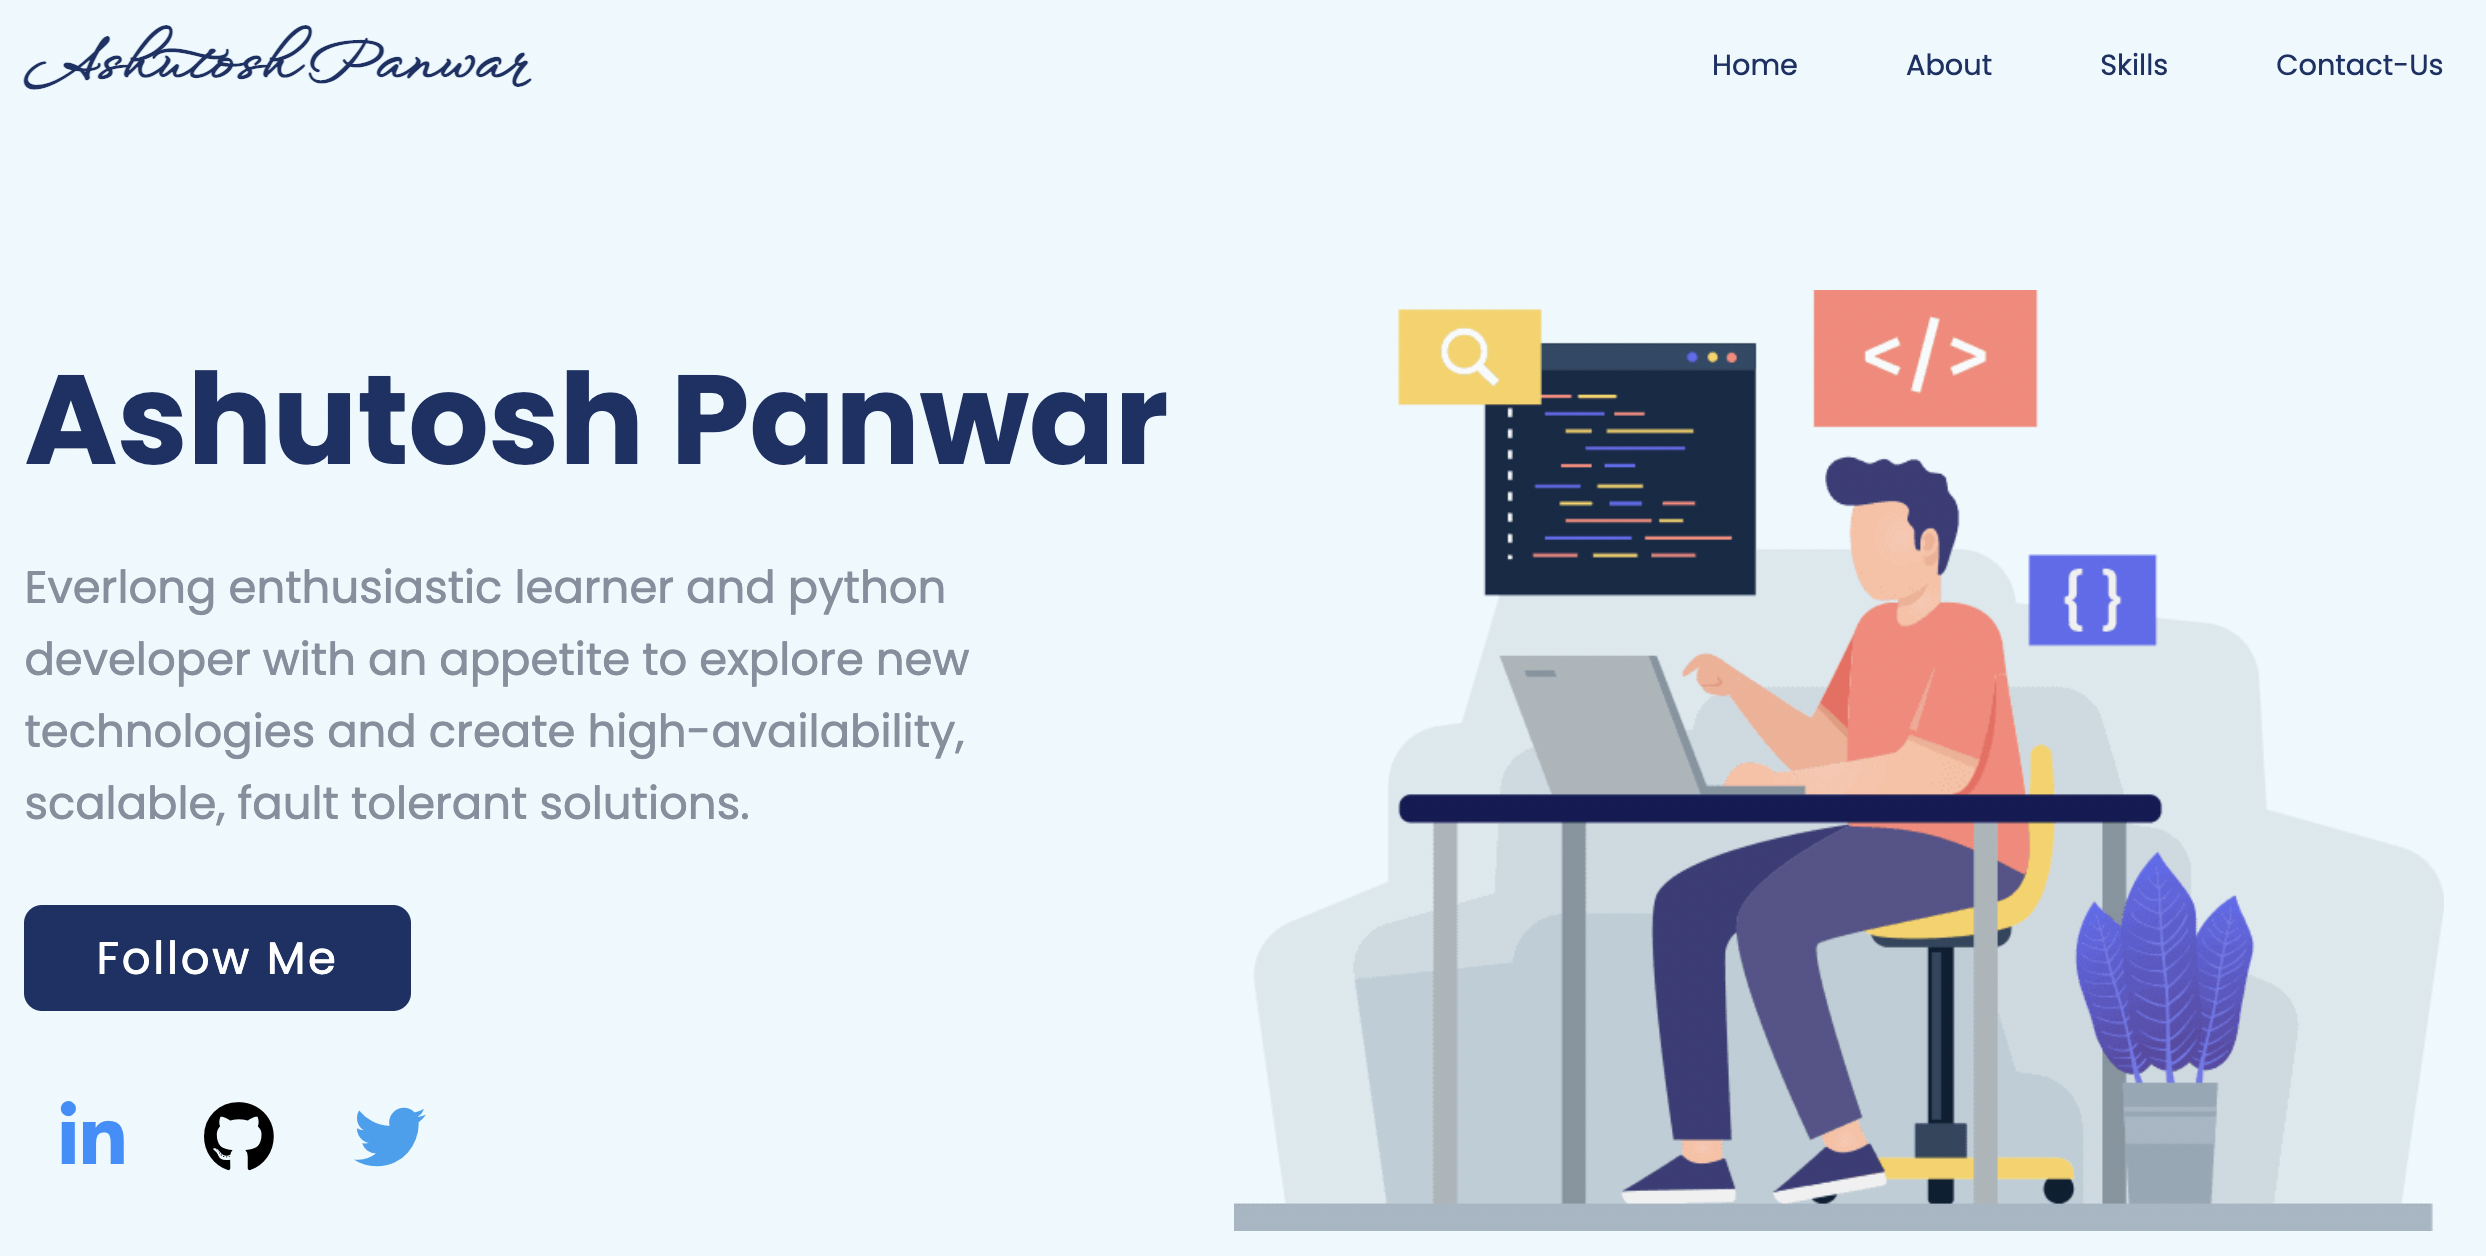 Ashutosh Panwar
Home About Skills Contact-Us
Ashutosh Panwar
Everlong enthusiastic learner and python
developer with an appetite to explore new
technologies and create high-availability,
scalable, fault tolerant solutions.
Follow Me
in
</>
{ }